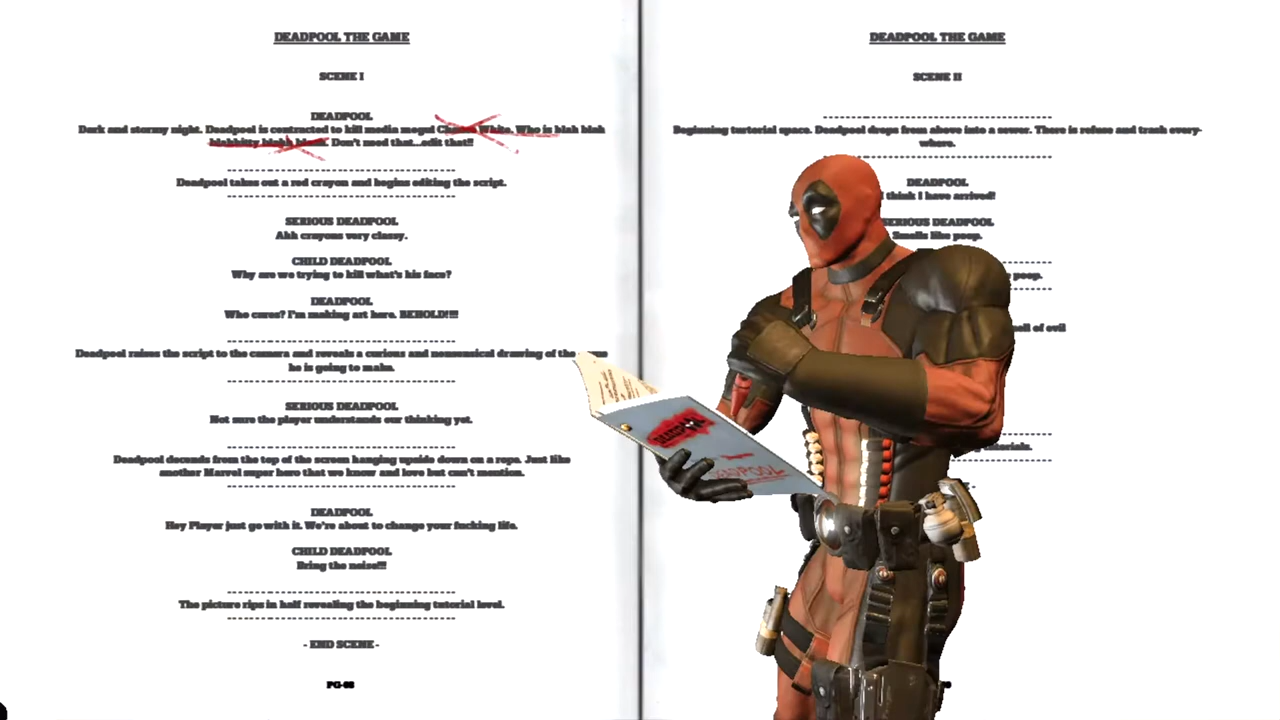 DEADPOOL THE GAME
SCENE I
DEADPOOL
Dark and stormy night. Deadpool is contracted to kill media mogul White. Who is blah blah
blahbitty blahh blaah. Don't need that...edit that!!
Deadpool takes out a red crayon and begins editing the script.
SERIOUS DEADPOOL
Ahh crayons very classy.
CHILD DEADPOOL
Why are we trying to kill what's his face?
DEADPOOL
Who cares? I'm making art here. BEHOLD!!!!
Deadpool raises the script to the camera and reveals a curious and nonsensical drawing of the
he is going to make.
SERIOUS DEADPOOL
Not sure the player understands our thinking yet.
Deadpool decends from the top of the screen hanging upside down on a rope. Just like
another Marvel super hero that we know and love but can't mention.
DEADPOOL
Hey Player just go with it. We're about to change your fucking life.
CHILD DEADPOOL
Bring the noise!!!
The picture rips in half revealing the beginning tutorial level.
- END SCENE -
PG-68
DEADPOOL THE GAME
SCENE II
Beginning turtorial space. Deadpool drops from above into a sewer. There is refuse and trash every-
where.
DEADPOOL
think I have arrived!
SERIOUS DEADPOOL
Smells like poop.
poop.
of evil
tutorials.
DEADPOOL
DEADPOOL